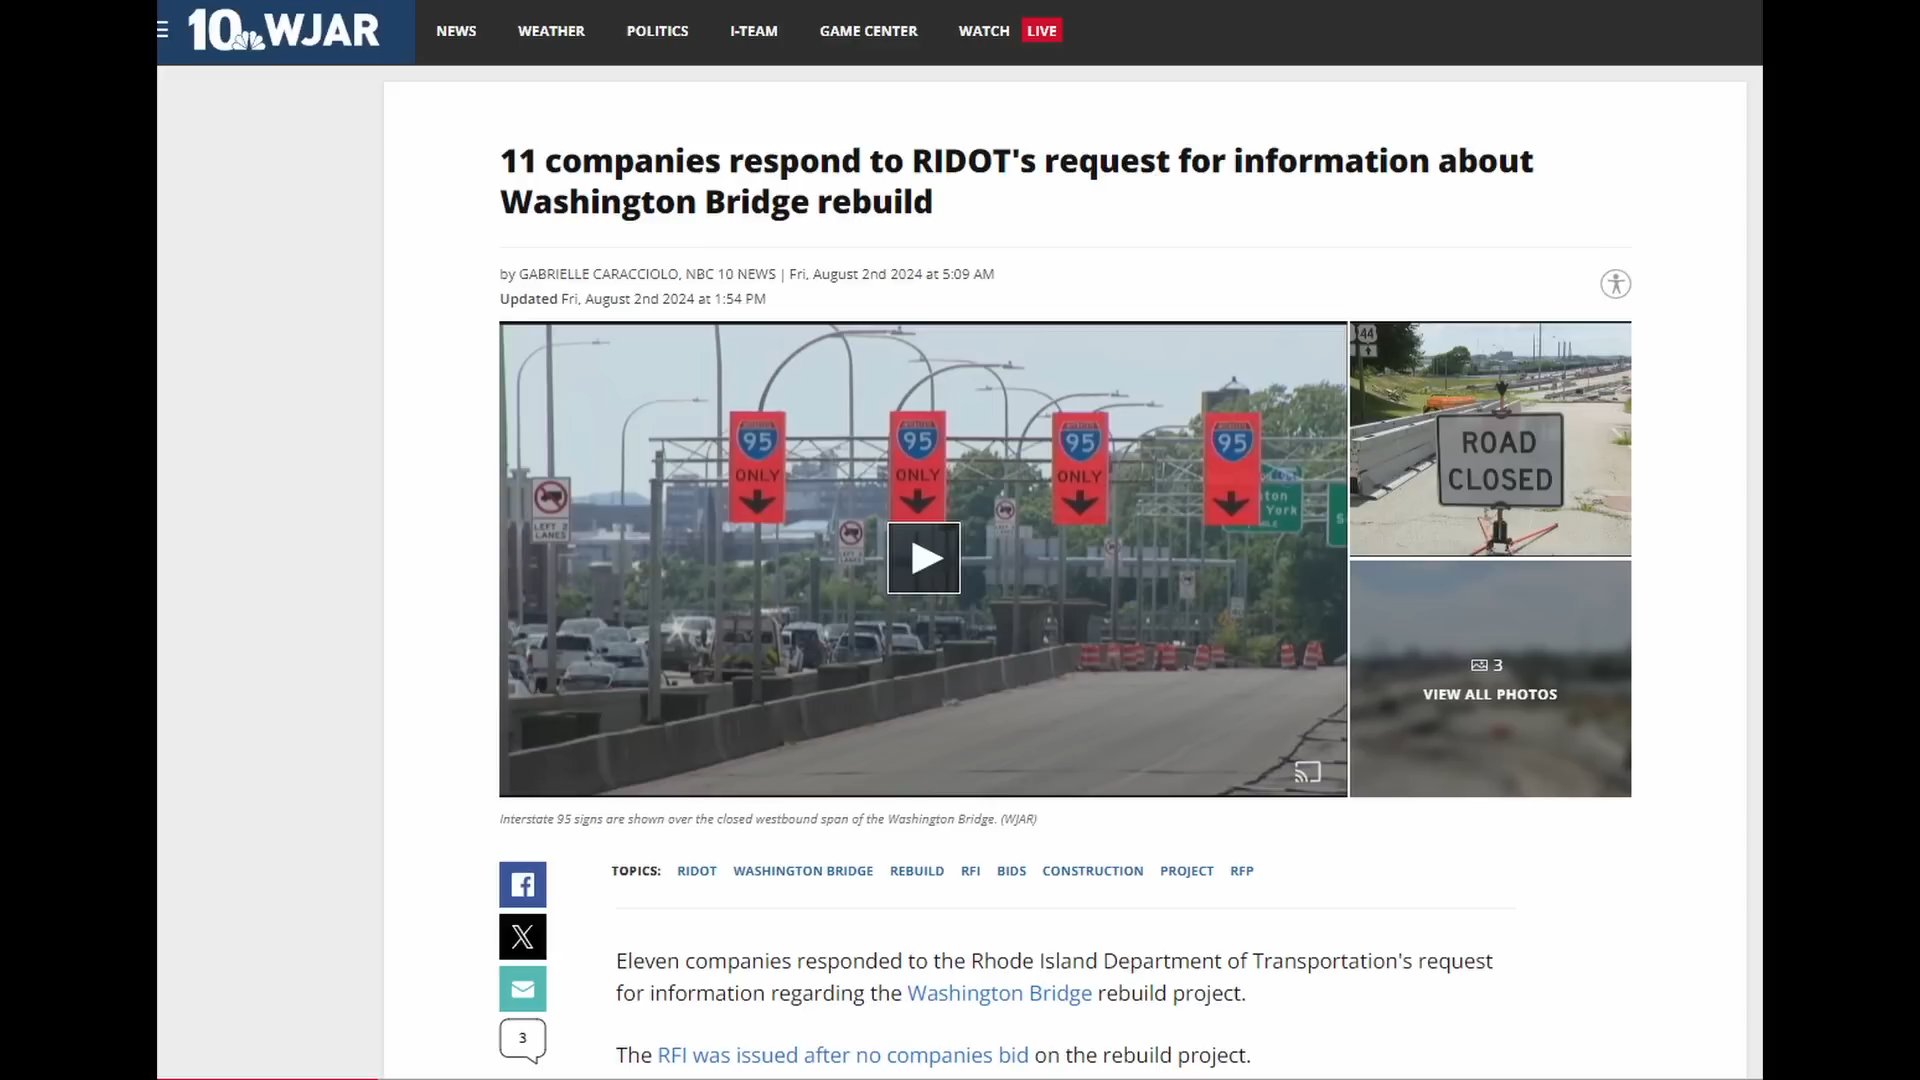 10 WJAR
NEWS WEATHER POLITICS I-TEAM GAME CENTER WATCH LIVE
11 companies respond to RIDOT's request for information about
Washington Bridge rebuild
by GABRIELLE CARACCIOLO, NBC 10 NEWS | Fri, August 2nd 2024 at 5:09 AM
Updated Fri, August 2nd 2024 at 1:54 PM
95
ONLY
95
ONLY
95
ONLY
95
LEFT 2
LANES
ton
York
44
ROAD
CLOSED
3
VIEW ALL PHOTOS
Interstate 95 signs are shown over the closed westbound span of the Washington Bridge. (WJAR)
TOPICS: RIDOT WASHINGTON BRIDGE REBUILD RFI BIDS CONSTRUCTION PROJECT RFP
Eleven companies responded to the Rhode Island Department of Transportation's request
for information regarding the Washington Bridge rebuild project.
3
The RFI was issued after no companies bid on the rebuild project.